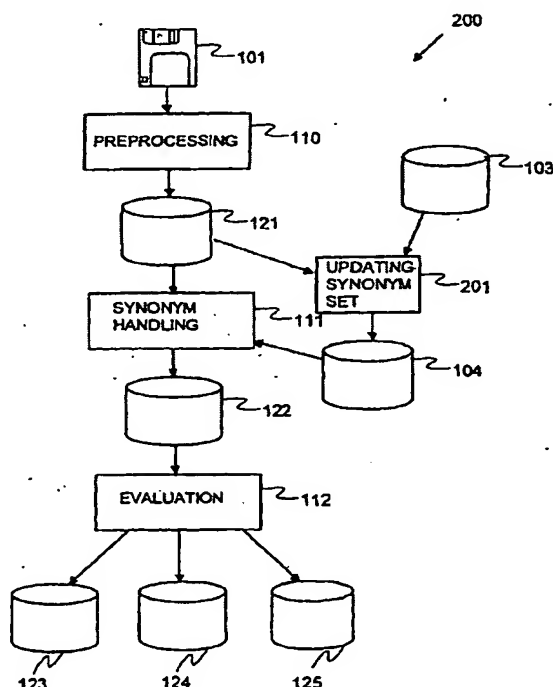 200
101
PREPROCESSING
110
103
121
UPDATING
SYNONYM
SET
201
SYNONYM
HANDLING
111
104
122
EVALUATION
112
123
124
125